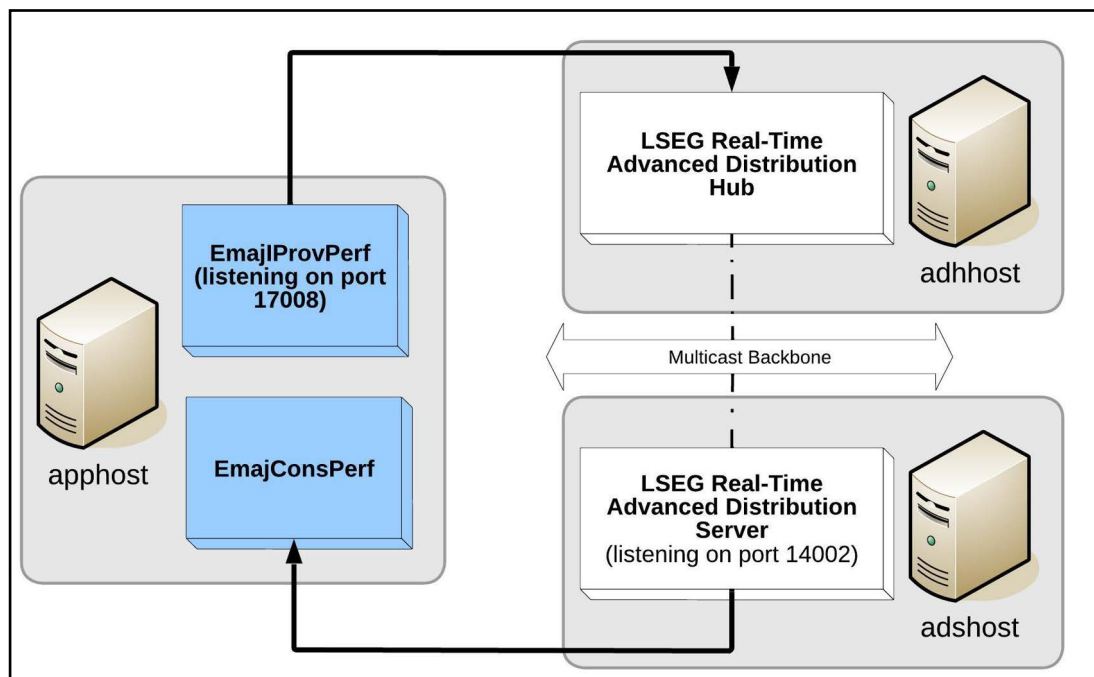 LSEG Real-Time
Advanced Distribution
Hub
adhhost
EmajIProvPerf
(listening on port
17008)
Multicast Backbone
EmajConsPerf
apphost
LSEG Real-Time
Advanced Distribution
Server
(listening on port 14002)
adshost